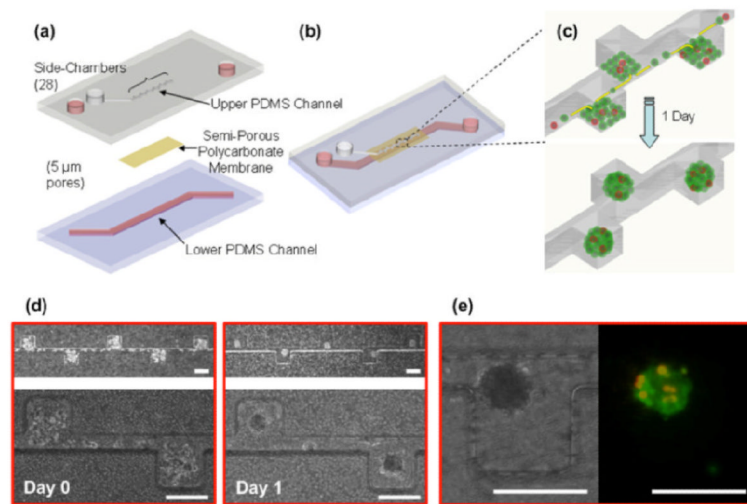 (a)
(b)
(c)
Side-Chambers
(28)
Upper PDMS Channel
1 Day
Semi-Porous
Polycarbonate
Membrane
(5 µm
pores)
Lower PDMS Channel
(d)
(e)
Day 0
Day 1